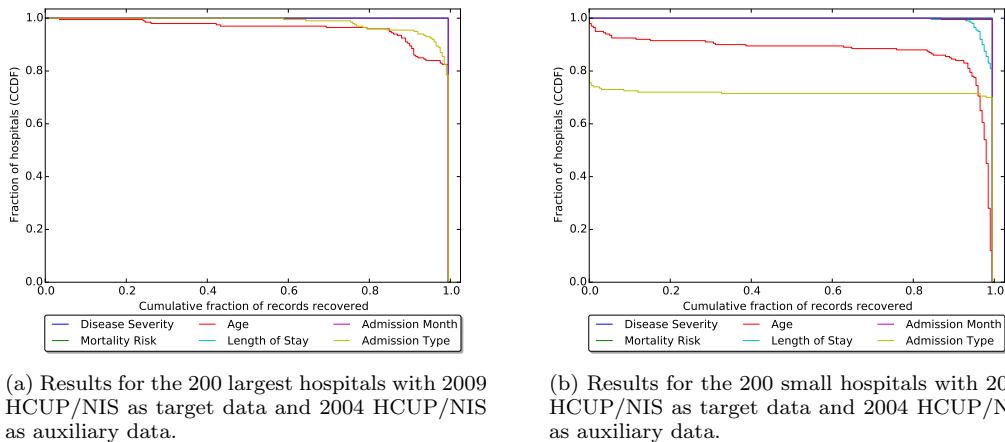 Fraction of hospitals (CCDF)
1.0
0.8
0.6
0.4
0.2
0.0
0.0 0.2 0.4 0.6 0.8 1.0
Cumulative fraction of records recovered
Disease Severity Age Admission Month
Mortality Risk Length of Stay Admission Type
(a) Results for the 200 largest hospitals with 2009
HCUP/NIS as target data and 2004 HCUP/NIS
as auxiliary data.
Fraction of hospitals (CCDF)
1.0
0.8
0.6
0.4
0.2
0.0
0.0 0.2 0.4 0.6 0.8 1.0
Cumulative fraction of records recovered
Disease Severity Age Admission Month
Mortality Risk Length of Stay Admission Type
(b) Results for the 200 small hospitals with
HCUP/NIS as target data and 2004
as auxiliary data.